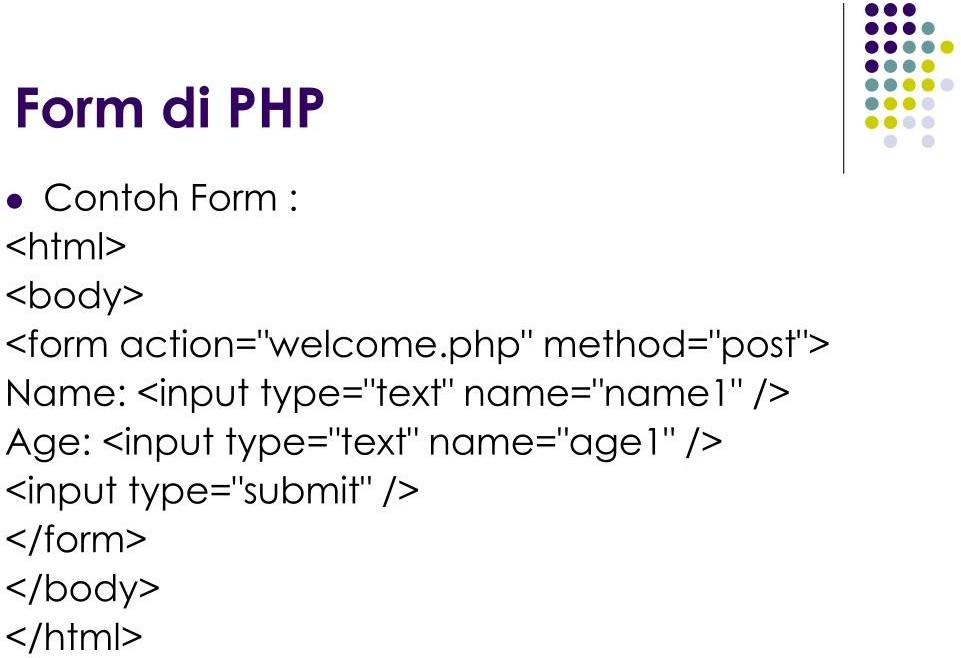 Form di PHP
● Contoh Form :
<html>
<body>
<form action="welcome.php" method="post">
Name: <input type="text" name="name1" />
Age: <input type="text" name="age1" />
<input type="submit" />
</form>
</body>
</html>